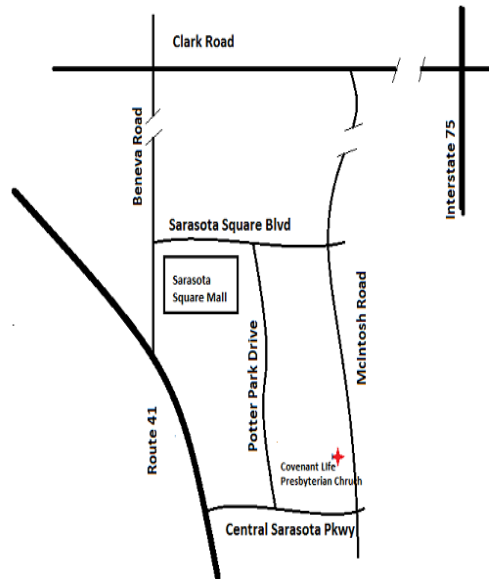 Clark Road
Beneva Road
Interstate 75
Sarasota Square Blvd
Sarasota
Square Mall
McIntosh Road
Potter Park Drive
Route 41
Covenant Life
Presbyterian Chruch
Central Sarasota Pkwy